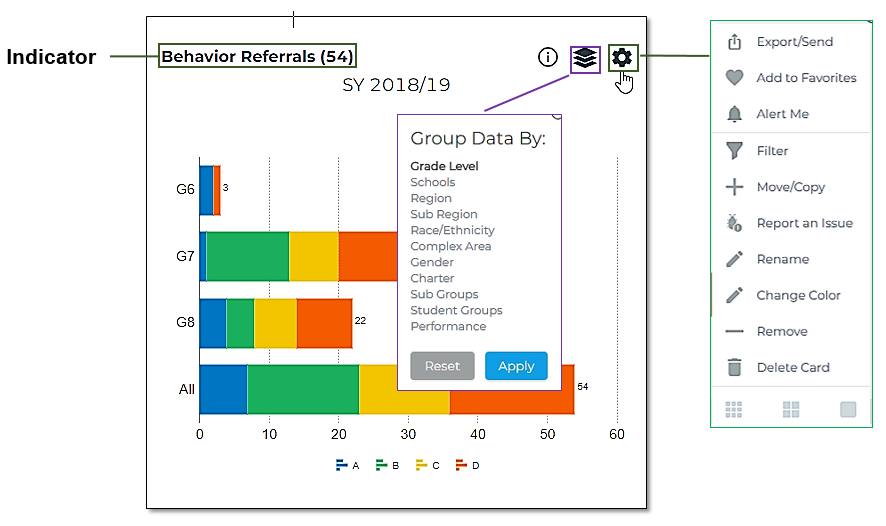 Indicator
Behavior Referrals (54)
SY 2018/19
G6
3
G7
G8
22
All
54
0 10 20 30 40 50 60
A B C D
Group Data By:
Grade Level
Schools
Region
Sub Region
Race/Ethnicity
Complex Area
Gender
Charter
Sub Groups
Student Groups
Performance
Reset Apply
Export/Send
Add to Favorites
Alert Me
Filter
Move/Copy
Report an Issue
Rename
Change Color
Remove
Delete Card